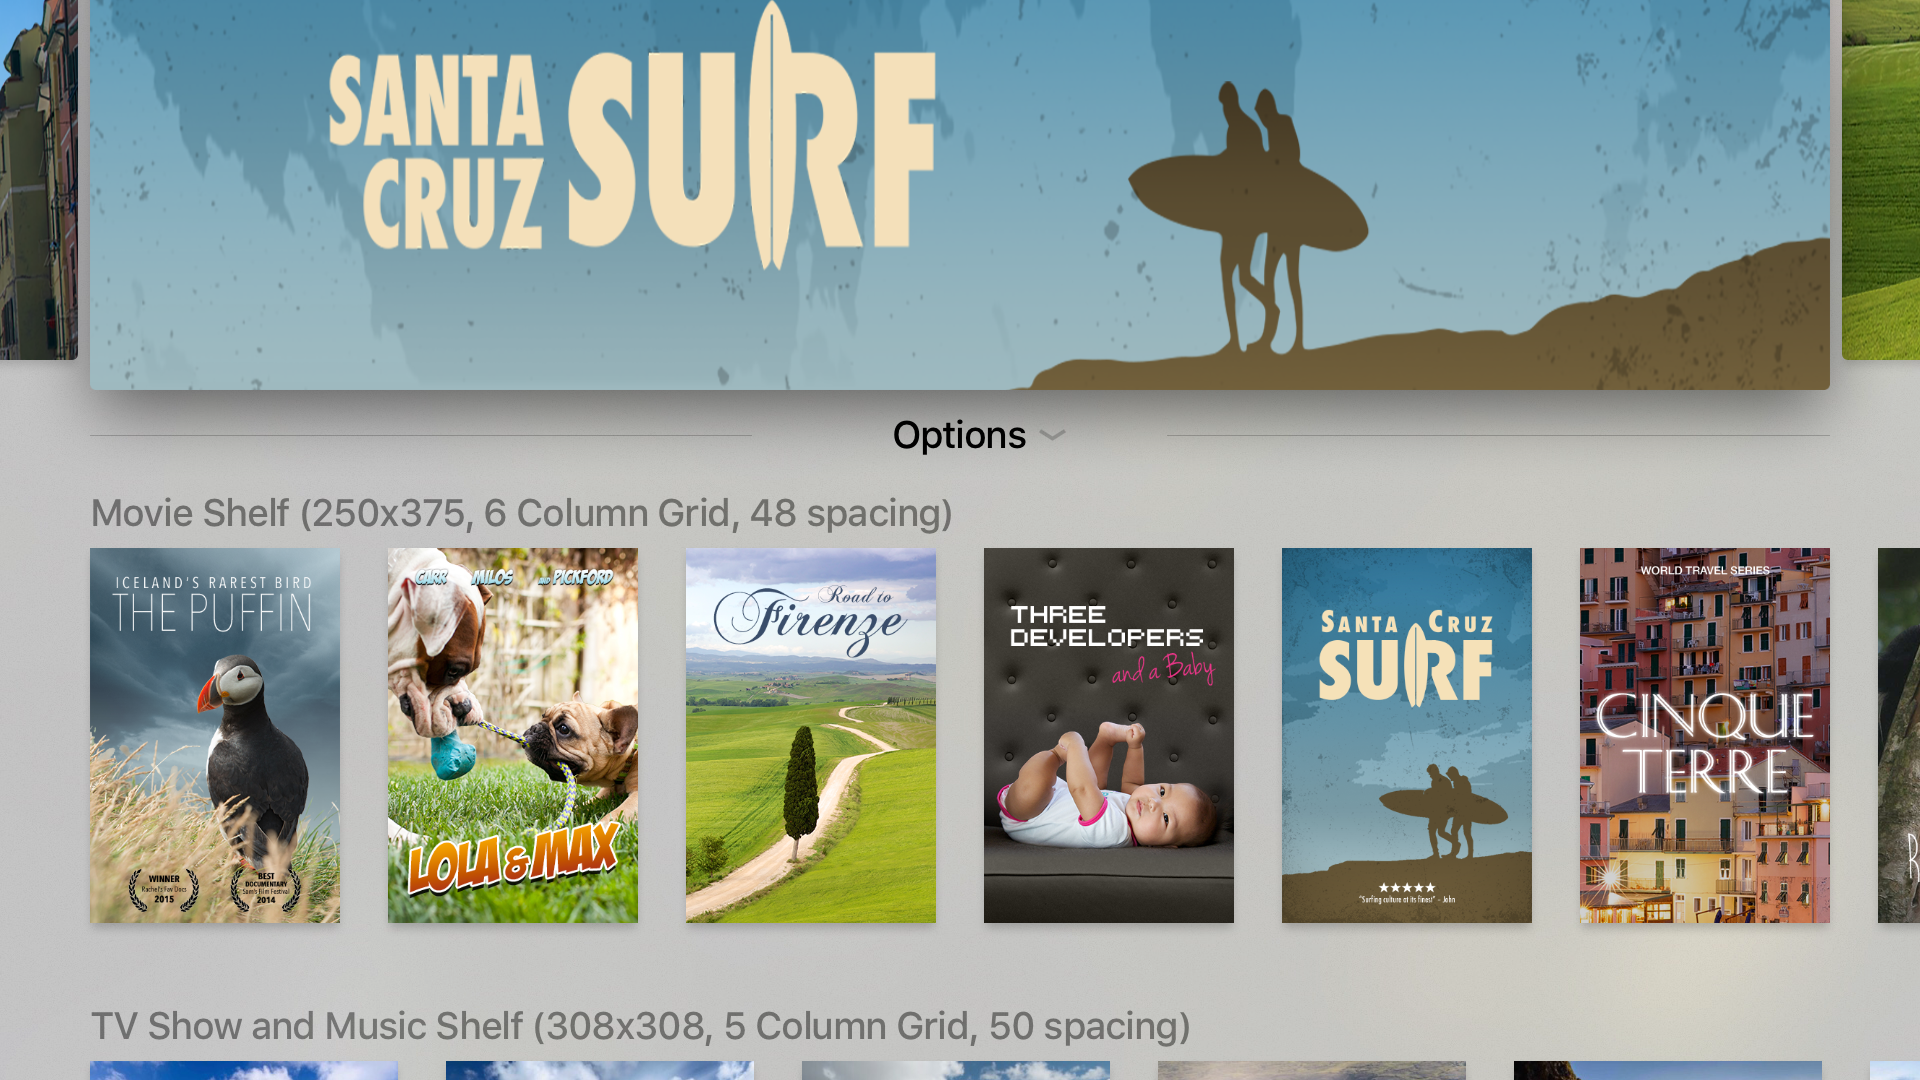 SANTA
CRUZ SURF
Options
Movie Shelf (250x375, 6 Column Grid, 48 spacing)
ICELAND'S RAREST BIRD
THE PUFFIN
WINNER
Rachel's Fav Docs
2015
BEST
DOCUMENTARY
Sam's Film Festival
2014
CARR MILOS AND PICKFORD
LOLA & MAX
Road to
Firenze
THREE
DEVELOPERS
and a Baby
SANTA CRUZ
SURF
★★★★★
"Surfing culture at its finest" - John
WORLD TRAVEL SERIES
CINQUE
TERRE
R
TV Show and Music Shelf (308x308, 5 Column Grid, 50 spacing)